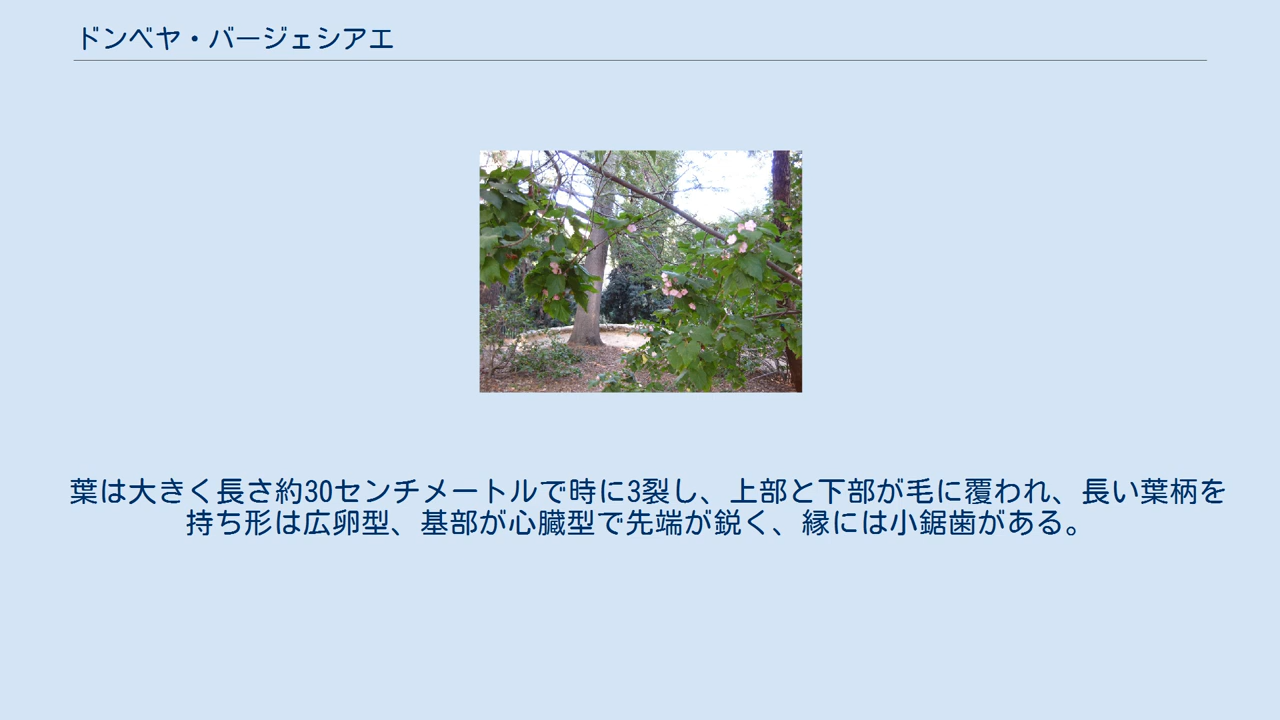 ドンベヤ・バージェシアエ
葉は大きく長さ約30センチメートルで時に3裂し、上部と下部が毛に覆われ、長い葉柄を
持ち形は広卵型、基部が心臓型で先端が鋭く、縁には小鋸歯がある。